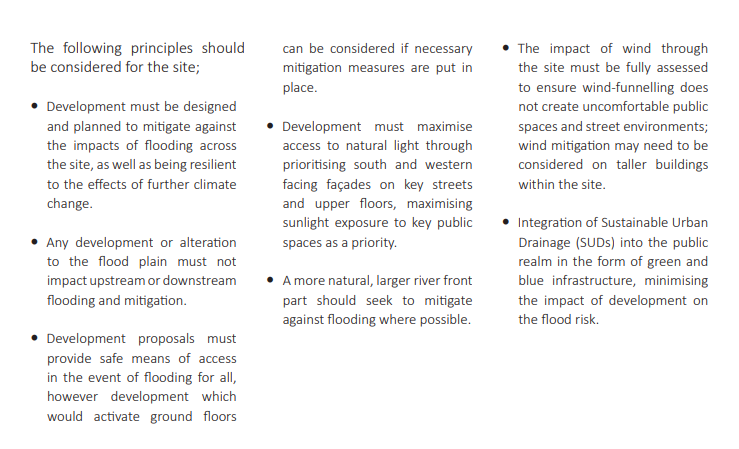 The following principles should
be considered for the site;
• Development must be designed
and planned to mitigate against
the impacts of flooding across
the site, as well as being resilient
to the effects of further climate
change.
• Any development or alteration
to the flood plain must not
impact upstream or downstream
flooding and mitigation.
• Development proposals must
provide safe means of access
in the event of flooding for all,
however development which
would activate ground floors
can be considered if necessary
mitigation measures are put in
place.
• Development must maximise
access to natural light through
prioritising south and western
facing façades on key streets
and upper floors, maximising
sunlight exposure to key public
spaces as a priority.
• A more natural, larger river front
part should seek to mitigate
against flooding where possible.
• The impact of wind through
the site must be fully assessed
to ensure wind-funnelling does
not create uncomfortable public
spaces and street environments;
wind mitigation may need to be
considered on taller buildings
within the site.
• Integration of Sustainable Urban
Drainage (SUDs) into the public
realm in the form of green and
blue infrastructure, minimising
the impact of development on
the flood risk.